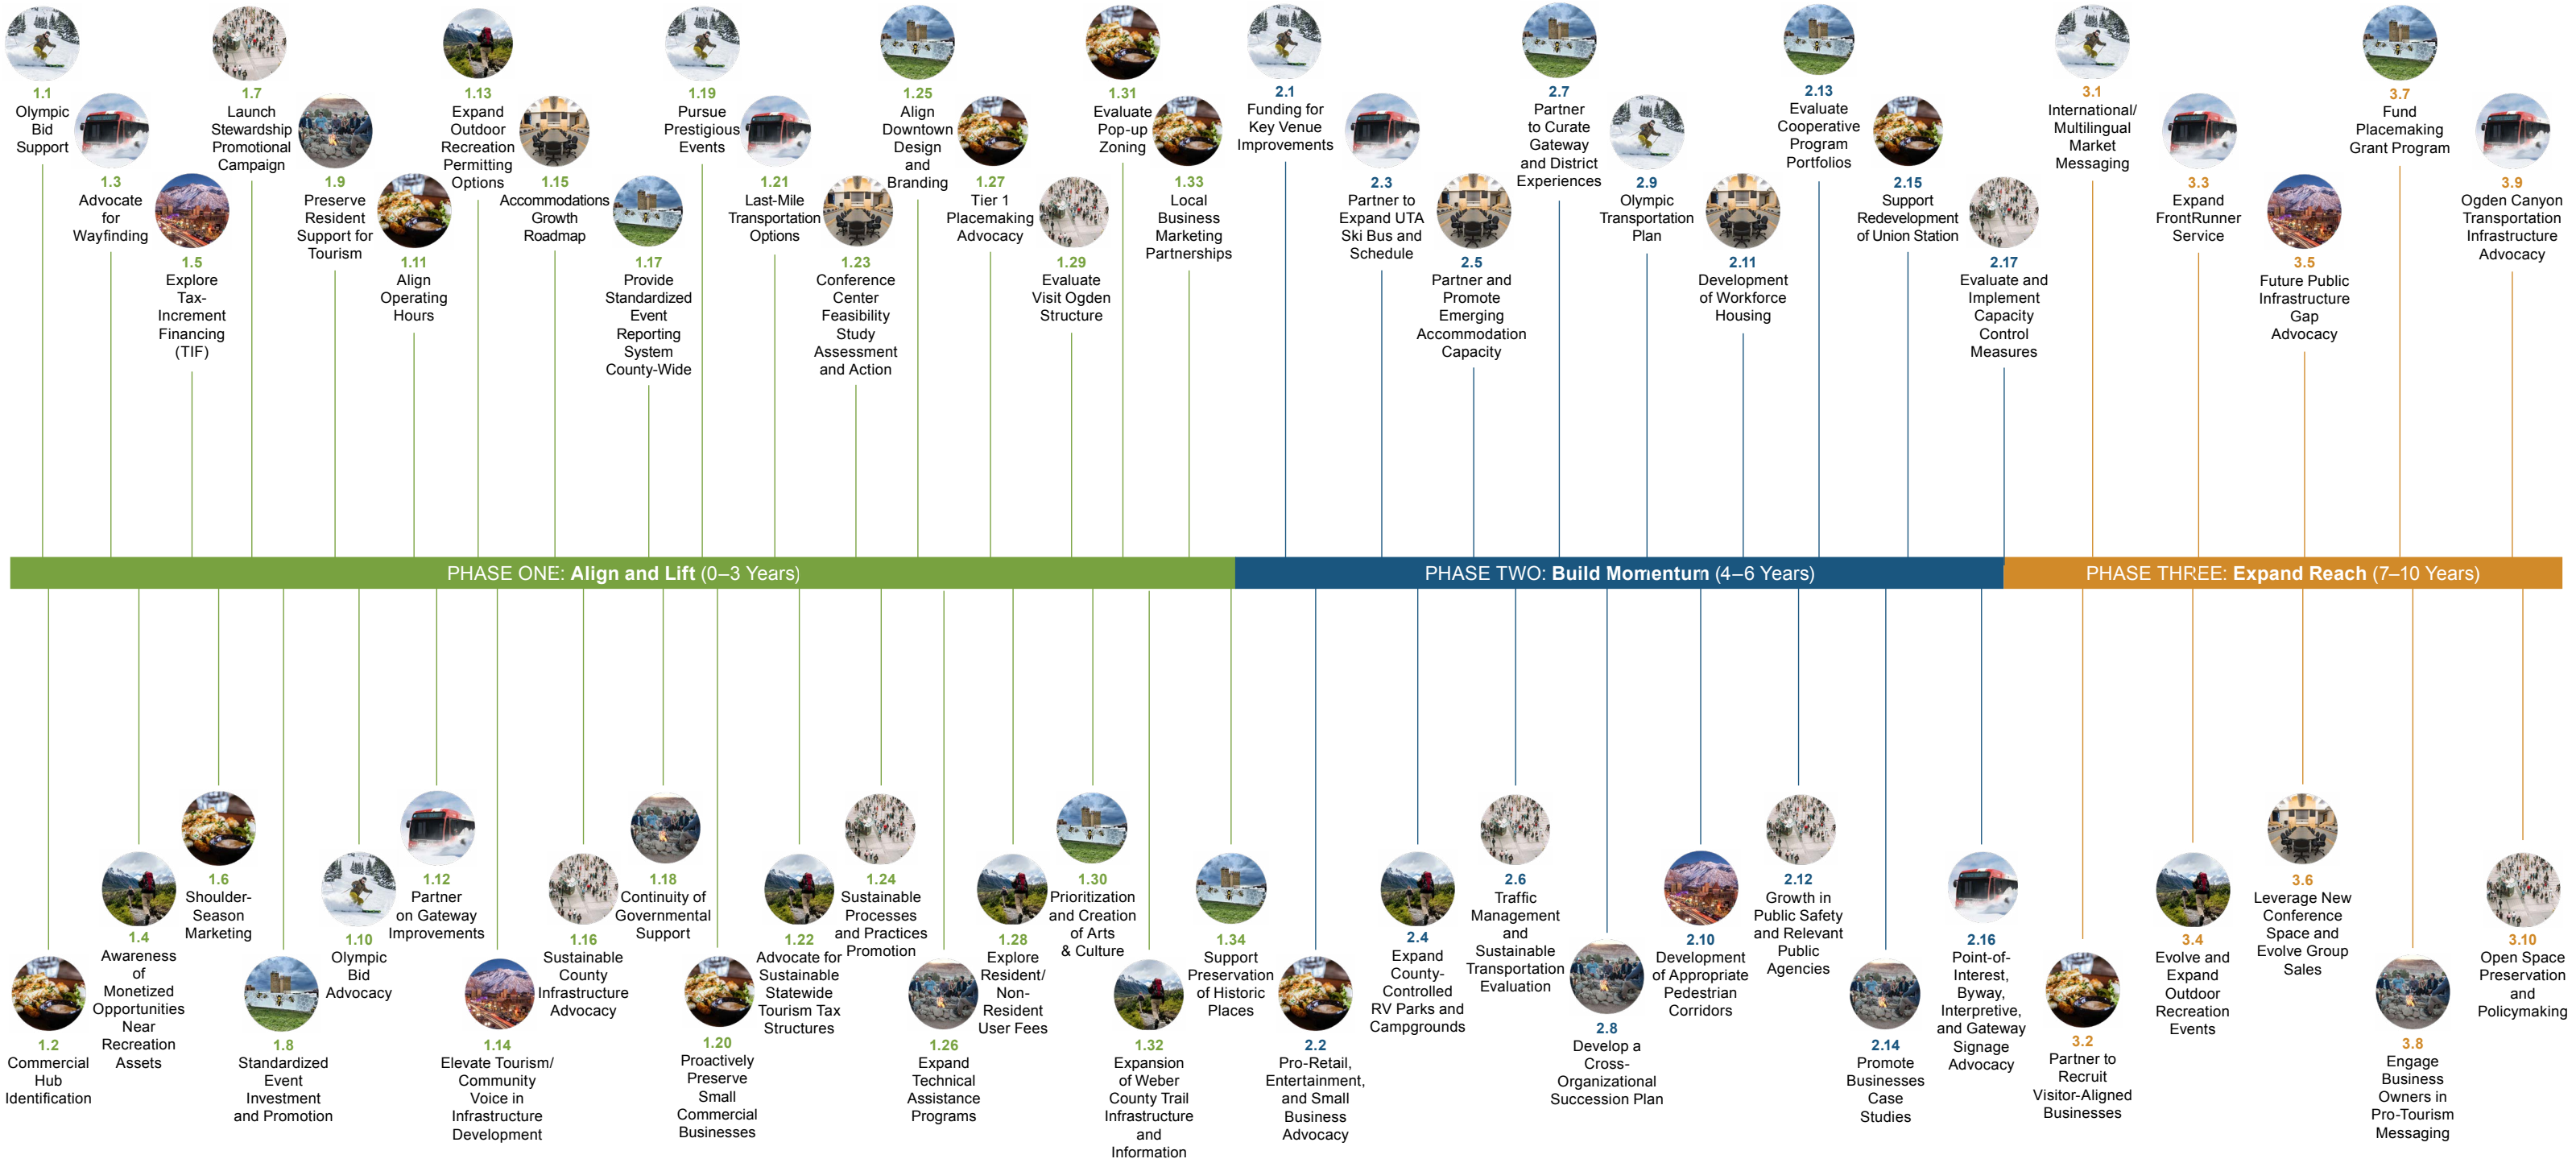 1.1
Olympic
Bid
Support
1.3
Advocate
for
Wayfinding
1.5
Explore
Tax-
Increment
Financing
(TIF)
1.7
Launch
Stewardship
Promotional
Campaign
1.9
Preserve
Resident
Support for
Tourism
1.11
Align
Operating
Hours
1.13
Expand
Outdoor
Recreation
Permitting
Options
1.15
Accommodations
Growth
Roadmap
1.17
Provide
Standardized
Event
Reporting
System
County-Wide
1.19
Pursue
Prestigious
Events
1.21
Last-Mile
Transportation
Options
1.23
Conference
Center
Feasibility
Study
Assessment
and Action
1.25
Align
Downtown
Design
and
Branding
1.27
Tier 1
Placemaking
Advocacy
1.29
Evaluate
Visit Ogden
Structure
1.31
Evaluate
Pop-up
Zoning
1.33
Local
Business
Marketing
Partnerships
2.1
Funding for
Key Venue
Improvements
2.3
Partner to
Expand UTA
Ski Bus and
Schedule
2.5
Partner and
Promote
Emerging
Accommodation
Capacity
2.7
Partner
to Curate
Gateway
and District
Experiences
2.9
Olympic
Transportation
Plan
2.11
Development
of Workforce
Housing
2.13
Evaluate
Cooperative
Program
Portfolios
2.15
Support
Redevelopment
of Union Station
2.17
Evaluate and
Implement
Capacity
Control
Measures
3.1
International/
Multilingual
Market
Messaging
3.3
Expand
FrontRunner
Service
3.5
Future Public
Infrastructure
Gap
Advocacy
3.7
Fund
Placemaking
Grant Program
3.9
Ogden Canyon
Transportation
Infrastructure
Advocacy
PHASE ONE: Align and Lift (0–3 Years)
PHASE TWO: Build Momentum (4–6 Years)
PHASE THREE: Expand Reach (7–10 Years)
1.2
Commercial
Hub
Identification
1.4
Awareness
of
Monetized
Opportunities
Near
Recreation
Assets
1.6
Shoulder-
Season
Marketing
1.8
Standardized
Event
Investment
and Promotion
1.10
Olympic
Bid
Advocacy
1.12
Partner
on Gateway
Improvements
1.14
Elevate Tourism/
Community
Voice in
Infrastructure
Development
1.16
Sustainable
County
Infrastructure
Advocacy
1.18
Continuity of
Governmental
Support
1.20
Proactively
Preserve
Small
Commercial
Businesses
1.22
Advocate for
Sustainable
Statewide
Tourism Tax
Structures
1.24
Sustainable
Processes
and Practices
Promotion
1.26
Expand
Technical
Assistance
Programs
1.28
Explore
Resident/
Non-
Resident
User Fees
1.30
Prioritization
and Creation
of Arts
& Culture
1.32
Expansion
of Weber
County Trail
Infrastructure
and
Information
1.34
Support
Preservation
of Historic
Places
2.2
Pro-Retail,
Entertainment,
and Small
Business
Advocacy
2.4
Expand
County-
Controlled
RV Parks and
Campgrounds
2.6
Traffic
Management
and
Sustainable
Transportation
Evaluation
2.8
Develop a
Cross-
Organizational
Succession Plan
2.10
Development
of Appropriate
Pedestrian
Corridors
2.12
Growth in
Public Safety
and Relevant
Public
Agencies
2.14
Promote
Businesses
Case
Studies
2.16
Point-of-
Interest,
Byway,
Interpretive,
and Gateway
Signage
Advocacy
3.2
Partner to
Recruit
Visitor-Aligned
Businesses
3.4
Evolve and
Expand
Outdoor
Recreation
Events
3.6
Leverage New
Conference
Space and
Evolve Group
Sales
3.8
Engage
Business
Owners in
Pro-Tourism
Messaging
3.10
Open Space
Preservation
and
Policymaking